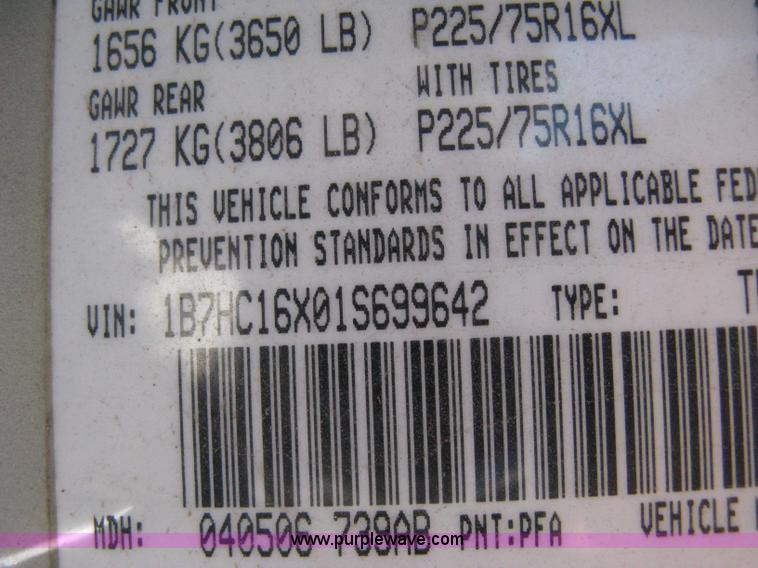 GAWR FRONT
1656 KG(3650 LB) P225/75R16XL
GAWR REAR WITH TIRES
1727 KG(3806 LB) P225/75R16XL
THIS VEHICLE CONFORMS TO ALL APPLICABLE FED
PREVENTION STANDARDS IN EFFECT ON THE DATE
VIN: 1B7HC16X01S699642 TYPE:
MDH: 040506 738AB PNT:PFA VEHICLE
www.purplewave.com